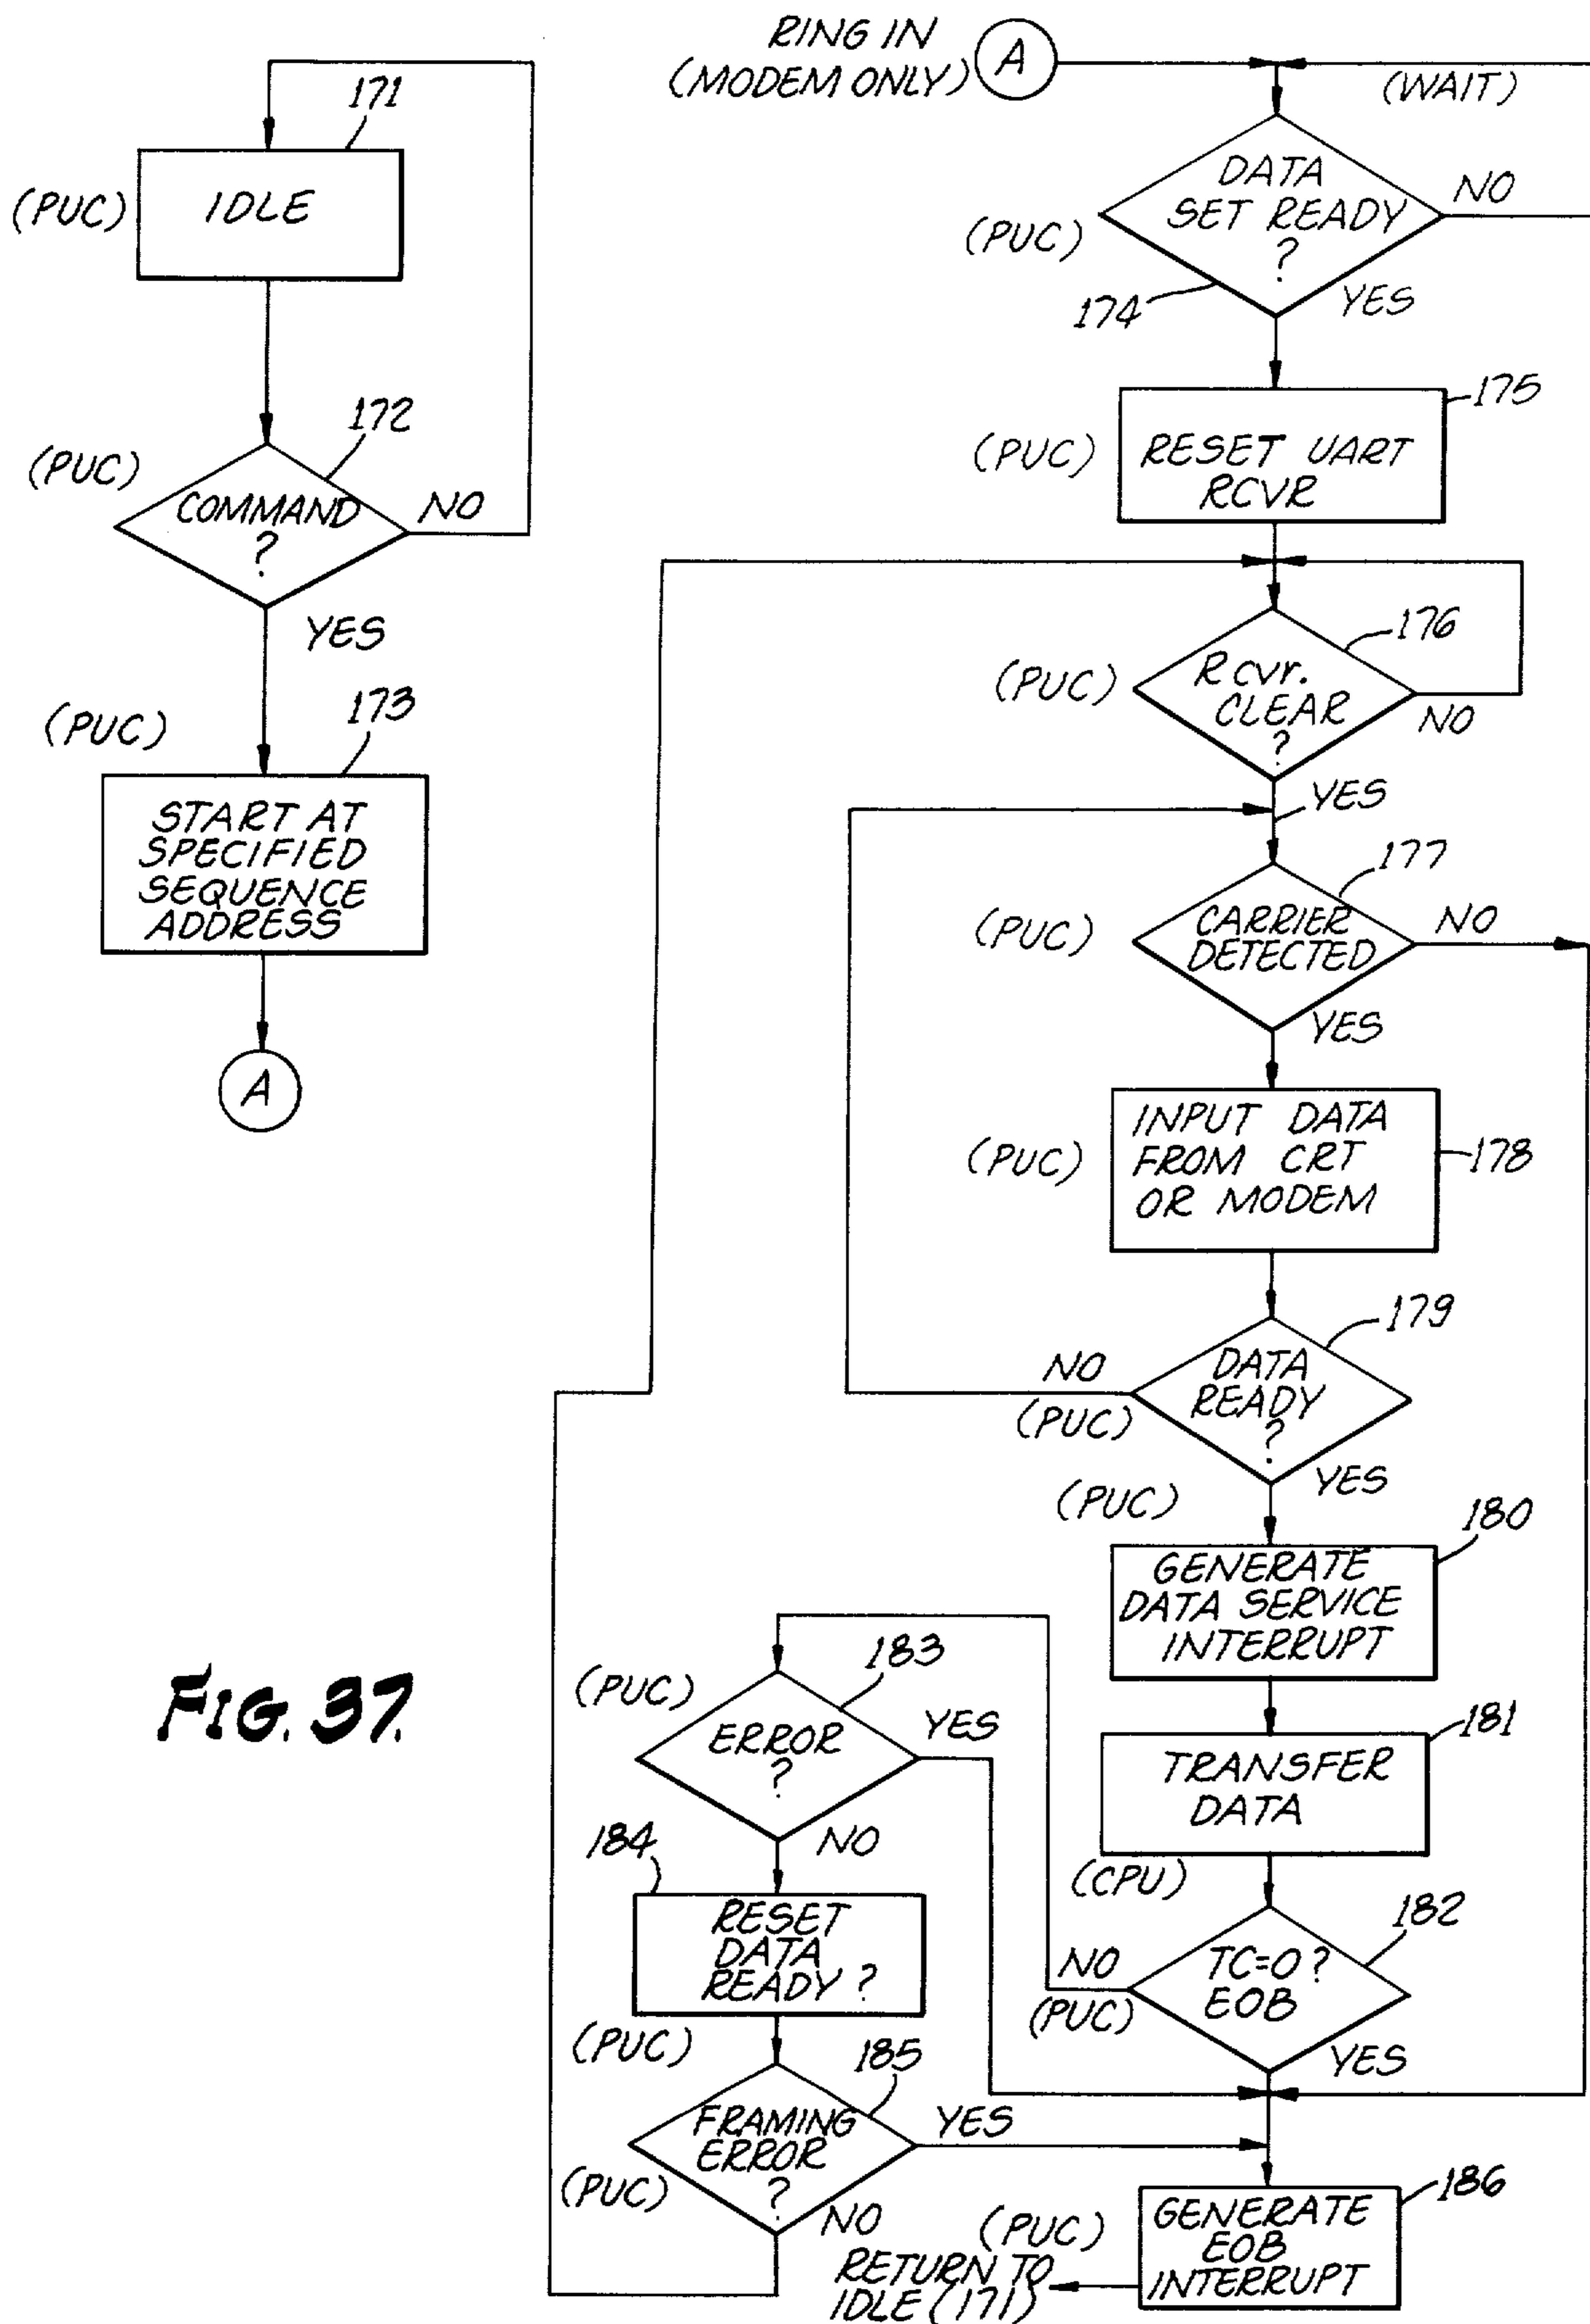 171
(PUC)
IDLE
172
(PUC)
COMMAND
?
NO
YES
(PUC)
173
START AT
SPECIFIED
SEQUENCE
ADDRESS
A
RING IN
(MODEM ONLY)
A
(WAIT)
DATA
SET READY
?
NO
(PUC)
174
YES
175
(PUC)
RESET UART
RCVR
176
(PUC)
Rcvr.
CLEAR
?
NO
YES
177
(PUC)
CARRIER
DETECTED
NO
YES
(PUC)
INPUT DATA
FROM CRT
OR MODEM
178
179
NO
(PUC)
DATA
READY
?
YES
(PUC)
180
GENERATE
DATA SERVICE
INTERRUPT
181
TRANSFER
DATA
(CPU)
182
NO
(PUC)
TC=0?
EOB
YES
183
(PUC)
ERROR
?
YES
NO
184
RESET
DATA
READY ?
(PUC)
185
FRAMING
ERROR
?
YES
(PUC)
NO
186
(PUC)
GENERATE
EOB
INTERRUPT
RETURN TO
IDLE (171)
FIG. 37.